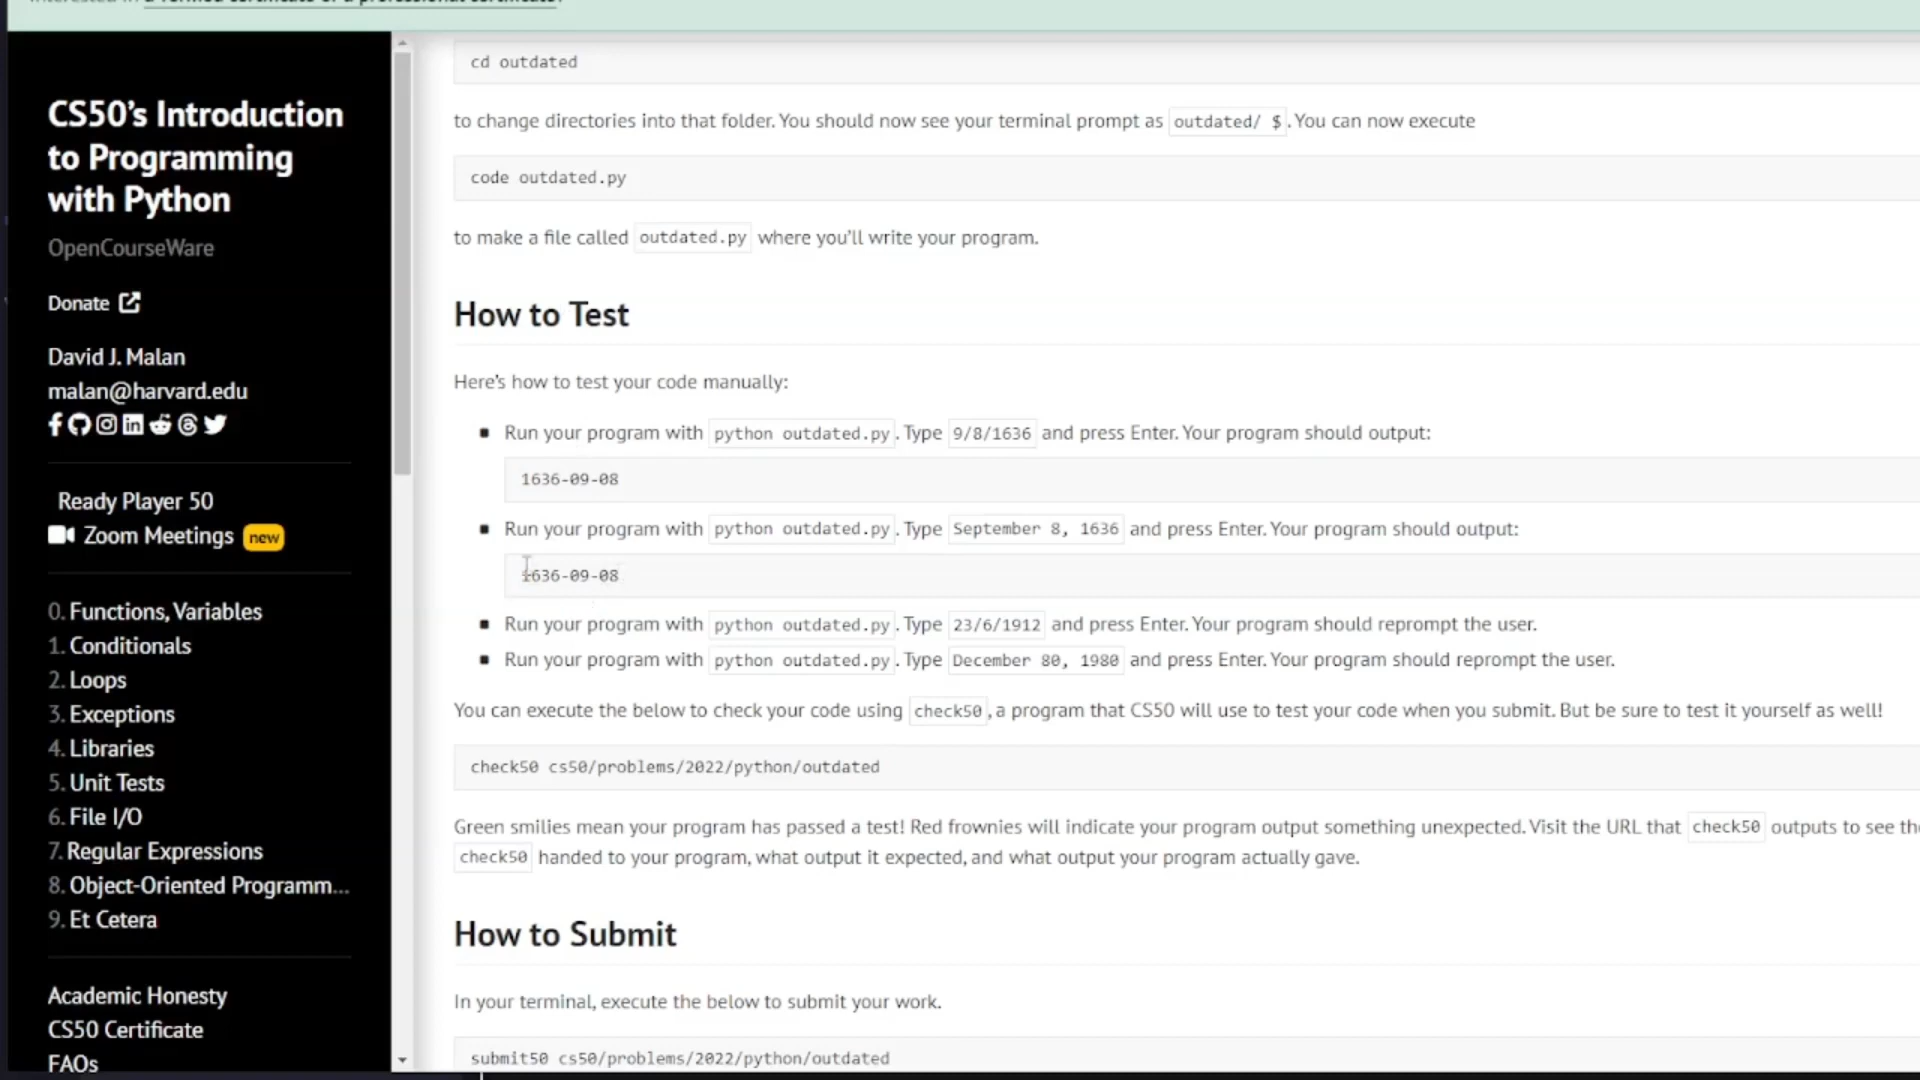 interested in a verified certificate or a professional certificate?
CS50's Introduction
to Programming
with Python
OpenCourseWare
Donate
David J. Malan
malan@harvard.edu
Ready Player 50
Zoom Meetings new
0. Functions, Variables
1. Conditionals
2. Loops
3. Exceptions
4. Libraries
5. Unit Tests
6. File I/O
7. Regular Expressions
8. Object-Oriented Programm...
9. Et Cetera
Academic Honesty
CS50 Certificate
FAQs
cd outdated
to change directories into that folder. You should now see your terminal prompt as outdated/ $. You can now execute
code outdated.py
to make a file called outdated.py where you'll write your program.
How to Test
Here's how to test your code manually:
Run your program with python outdated.py. Type 9/8/1636 and press Enter. Your program should output:
1636-09-08
Run your program with python outdated.py. Type September 8, 1636 and press Enter. Your program should output:
1636-09-08
Run your program with python outdated.py. Type 23/6/1912 and press Enter. Your program should reprompt the user.
Run your program with python outdated.py. Type December 80, 1980 and press Enter. Your program should reprompt the user.
You can execute the below to check your code using check50, a program that CS50 will use to test your code when you submit. But be sure to test it yourself as well!
check50 cs50/problems/2022/python/outdated
Green smilies mean your program has passed a test! Red frownies will indicate your program output something unexpected. Visit the URL that check50 outputs to see the
check50 handed to your program, what output it expected, and what output your program actually gave.
How to Submit
In your terminal, execute the below to submit your work.
submit50 cs50/problems/2022/python/outdated